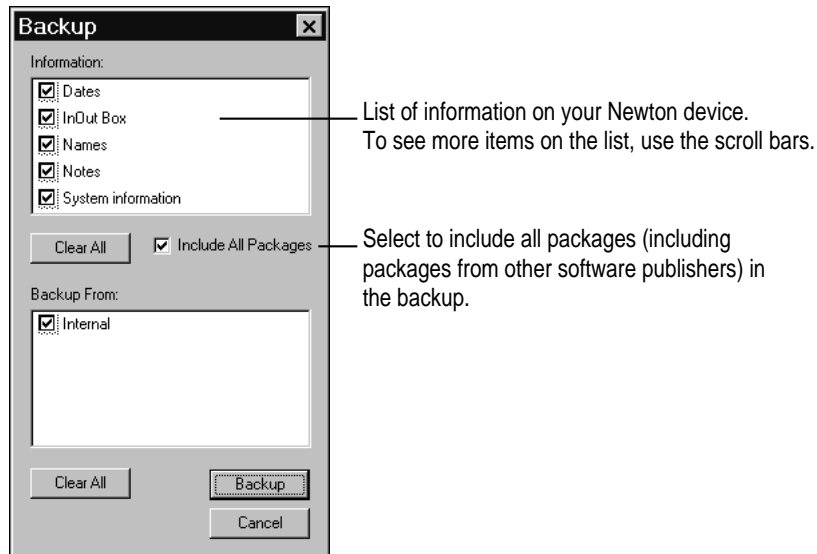 Backup
Information:
Dates
InOut Box
Names
Notes
System information
List of information on your Newton device.
To see more items on the list, use the scroll bars.
Clear All
Include All Packages
Select to include all packages (including
packages from other software publishers) in
the backup.
Backup From:
Internal
Clear All
Backup
Cancel